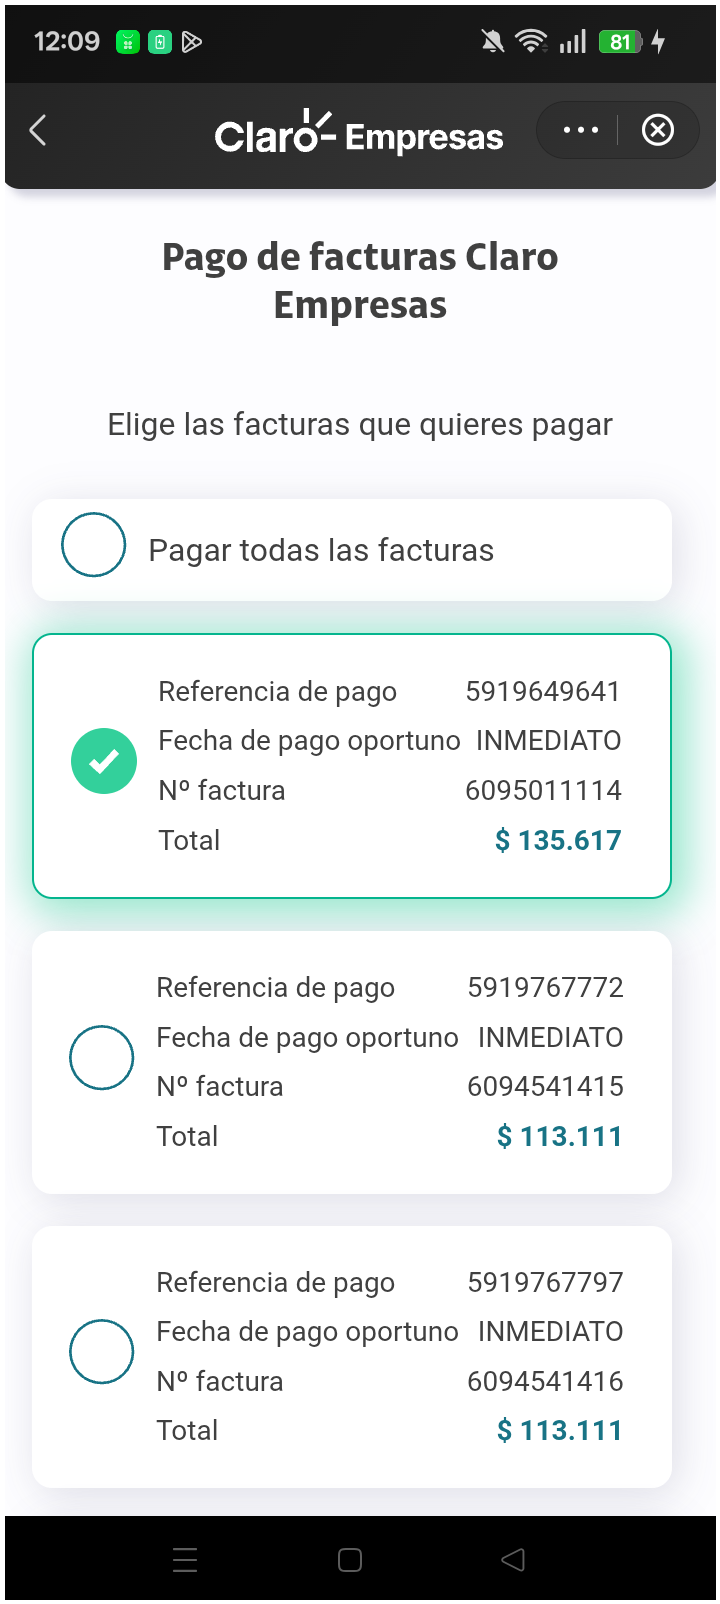 12:09
81
Claro Empresas
Pago de facturas Claro
Empresas
Elige las facturas que quieres pagar
Pagar todas las facturas
Referencia de pago 5919649641
Fecha de pago oportuno INMEDIATO
Nº factura 6095011114
Total $ 135.617
Referencia de pago 5919767772
Fecha de pago oportuno INMEDIATO
Nº factura 6094541415
Total $ 113.111
Referencia de pago 5919767797
Fecha de pago oportuno INMEDIATO
Nº factura 6094541416
Total $ 113.111